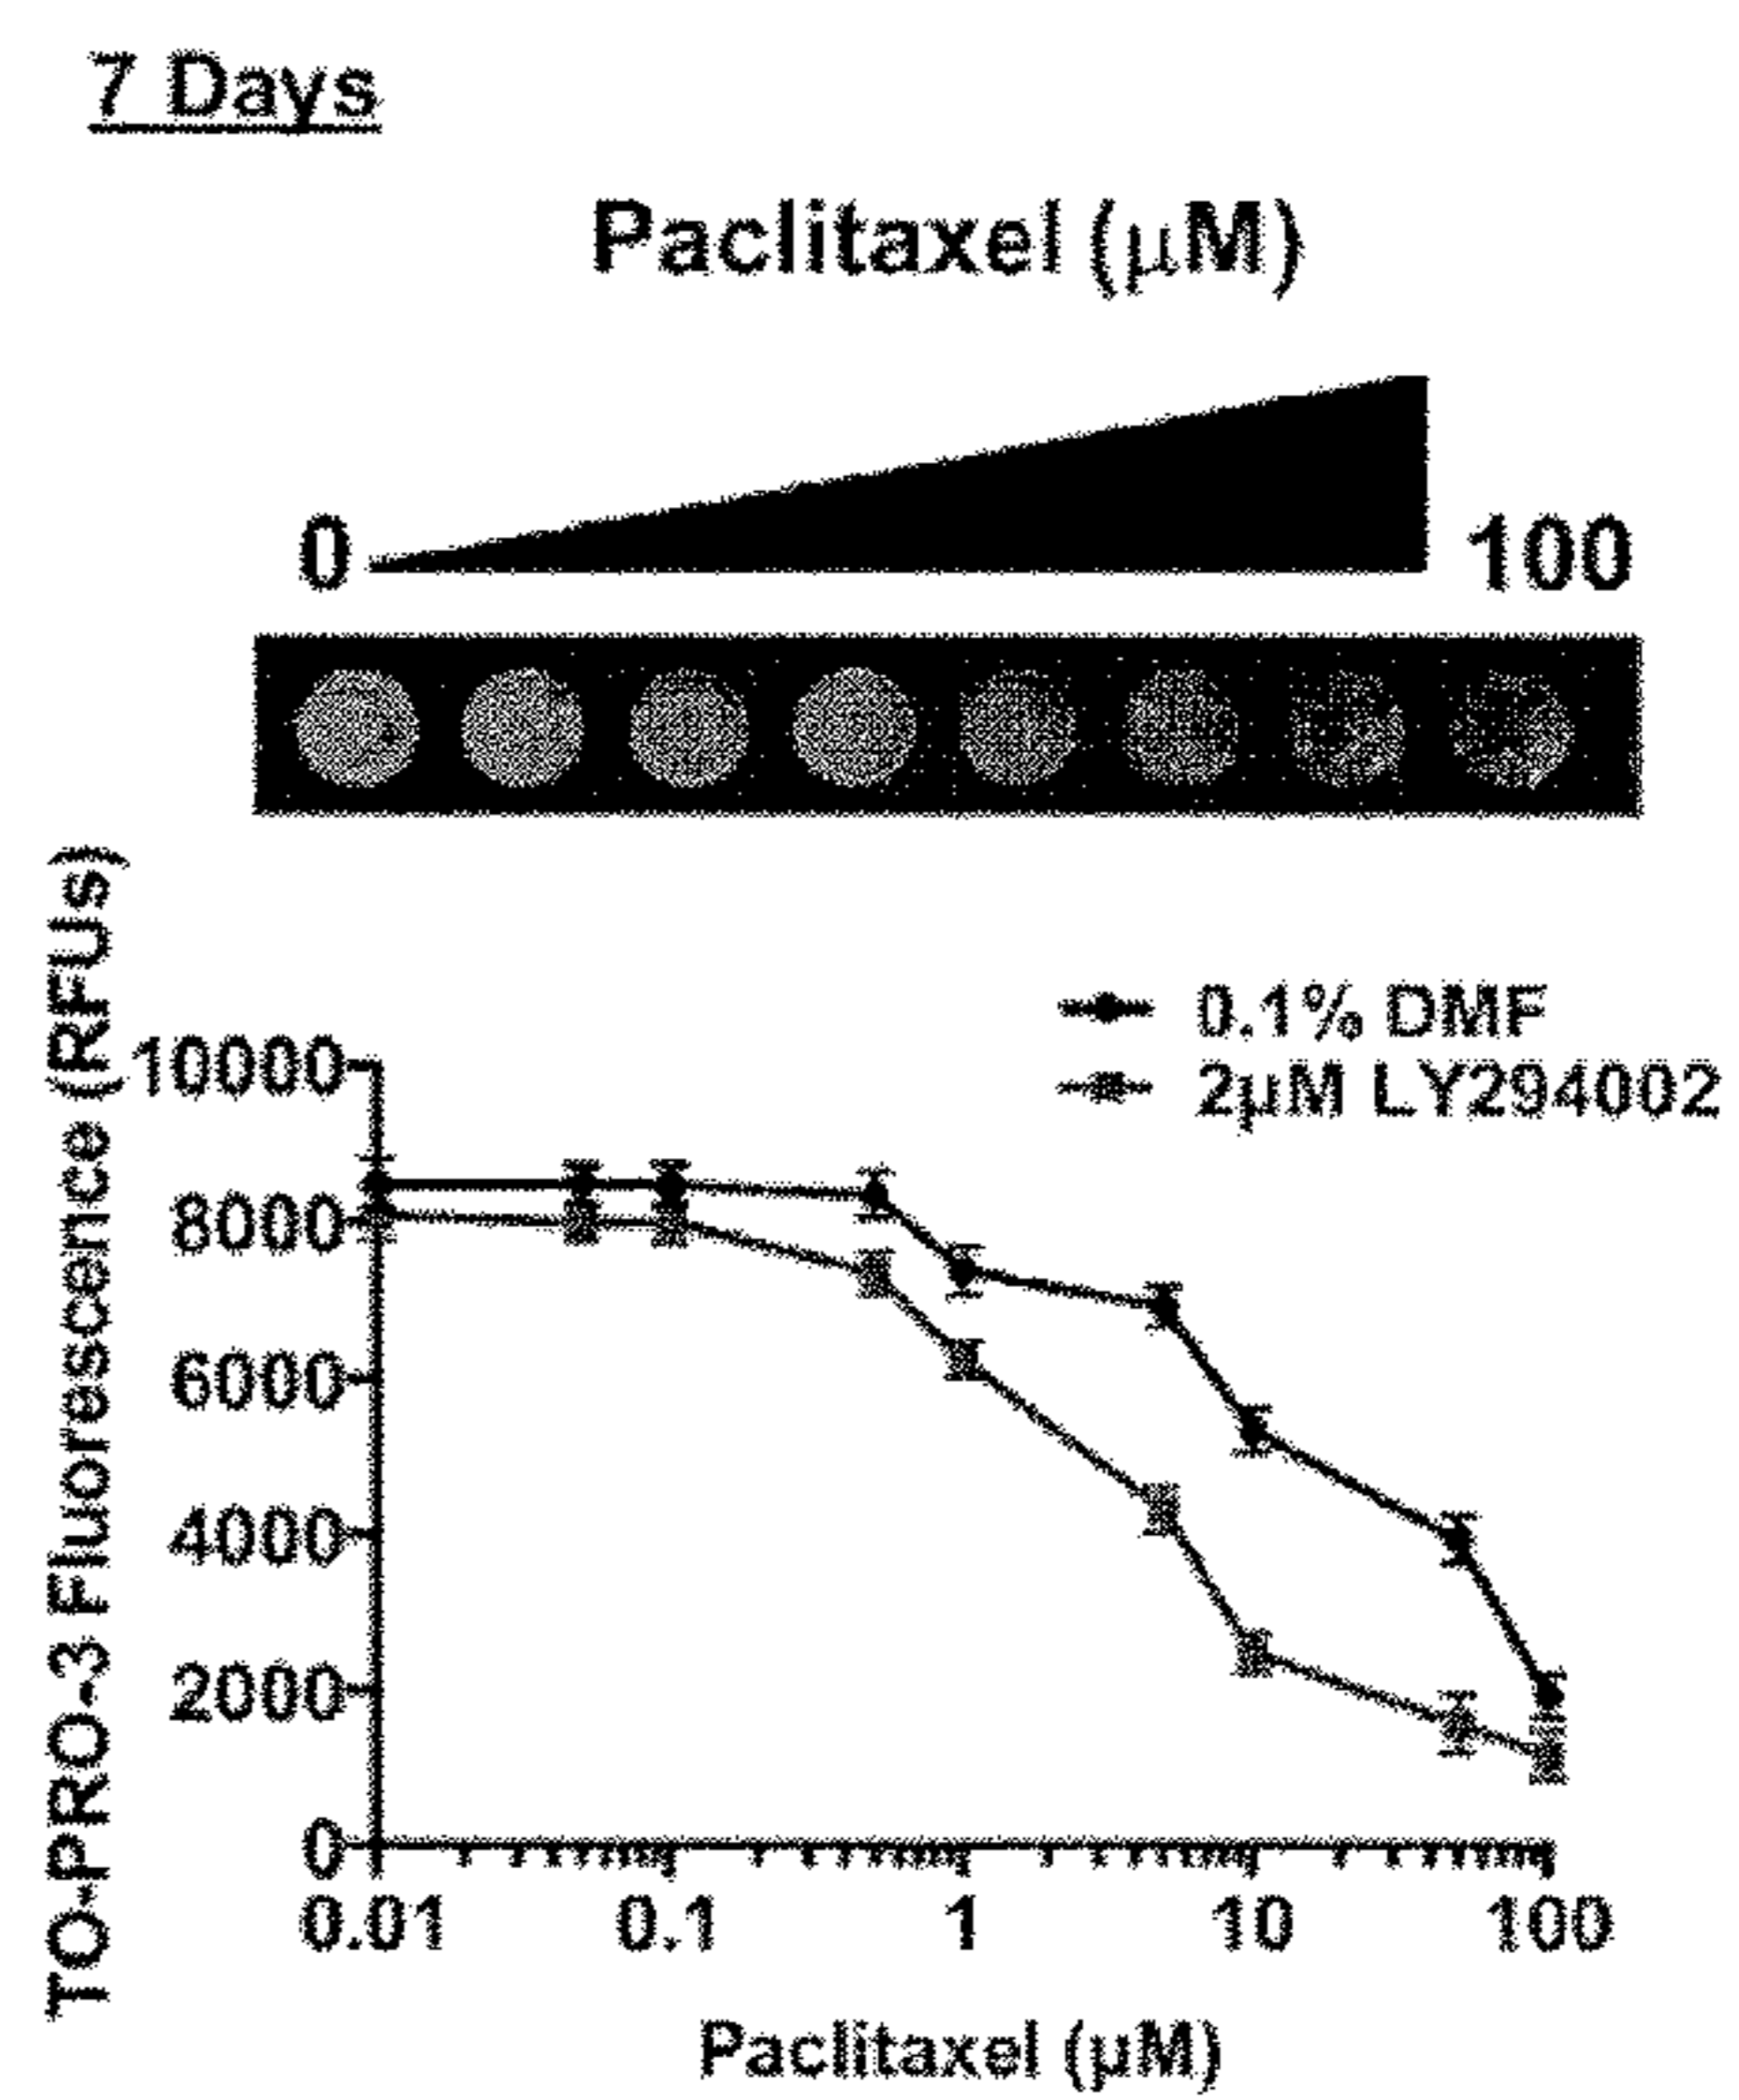 7 Days
Paclitaxel (μM)
0
100
0.1% DMF
2μM LY294002
TO-PRO-3 Fluorescence (RFUs)
10000
8000
6000
4000
2000
0
0.01
0.1
1
10
100
Paclitaxel (μM)